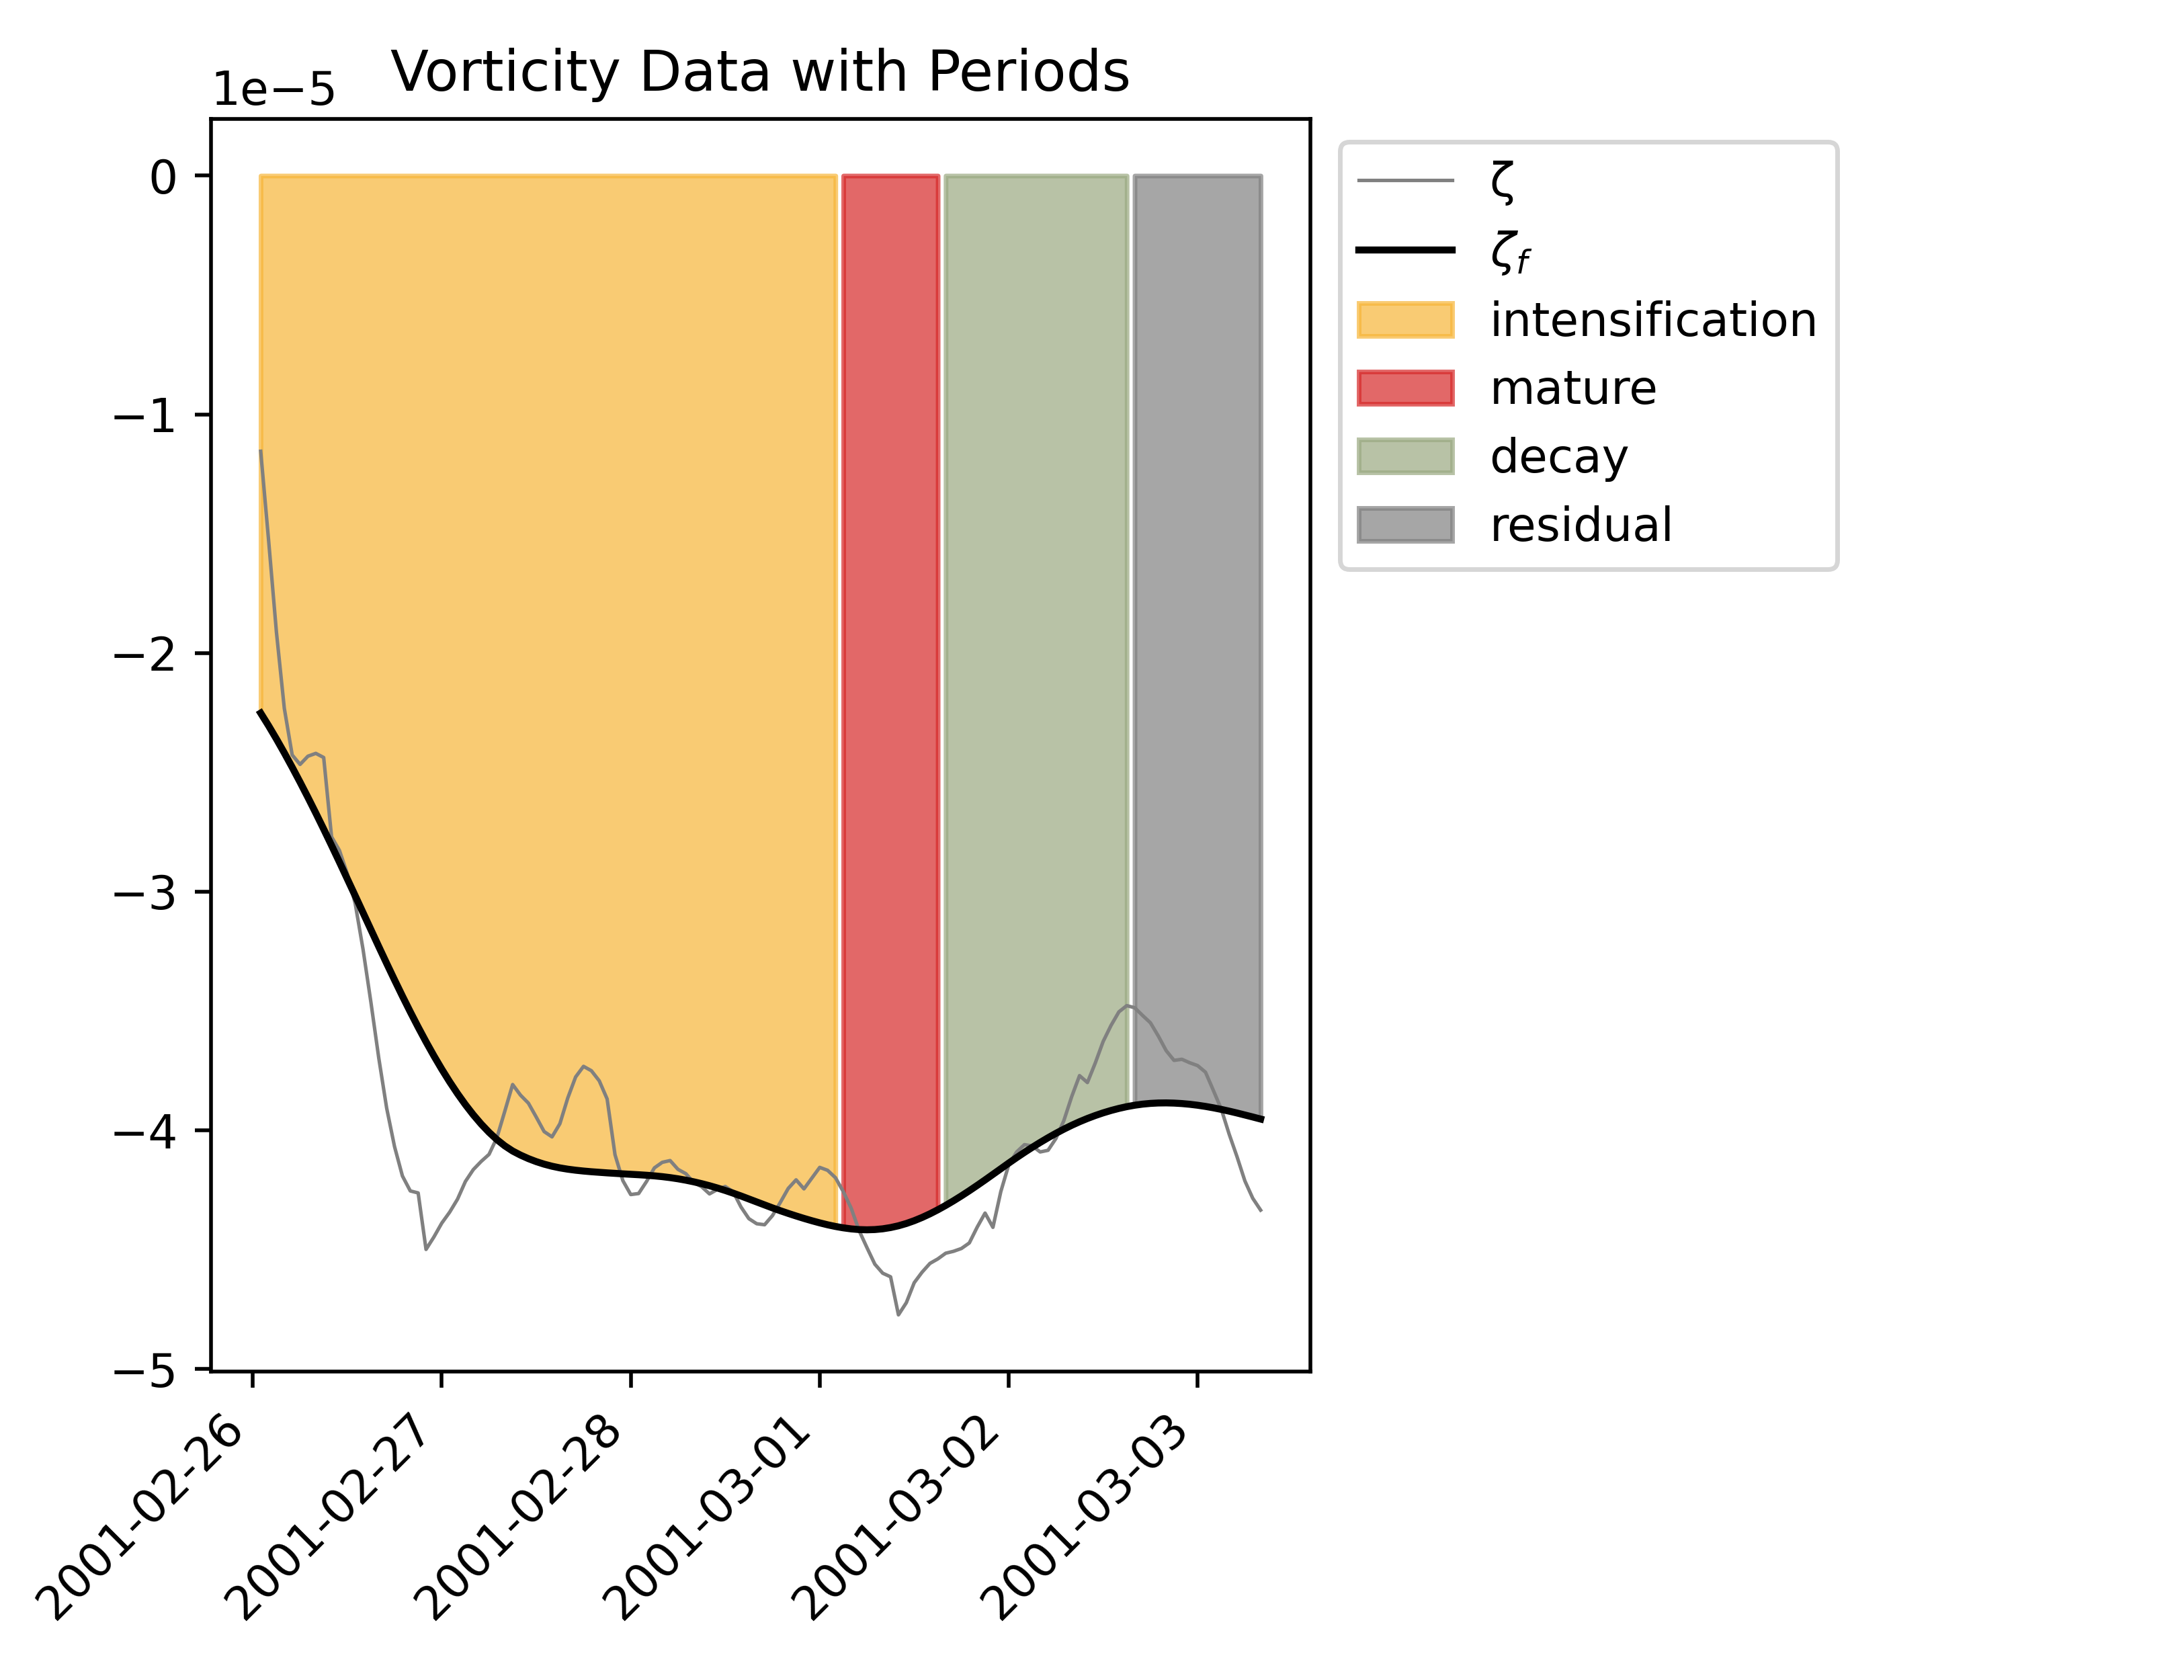 Vorticity Data with Periods
1e−5
0
−1
−2
−3
−4
−5
2001-02-26
2001-02-27
2001-02-28
2001-03-01
2001-03-02
2001-03-03
ζ
ζf
intensification
mature
decay
residual